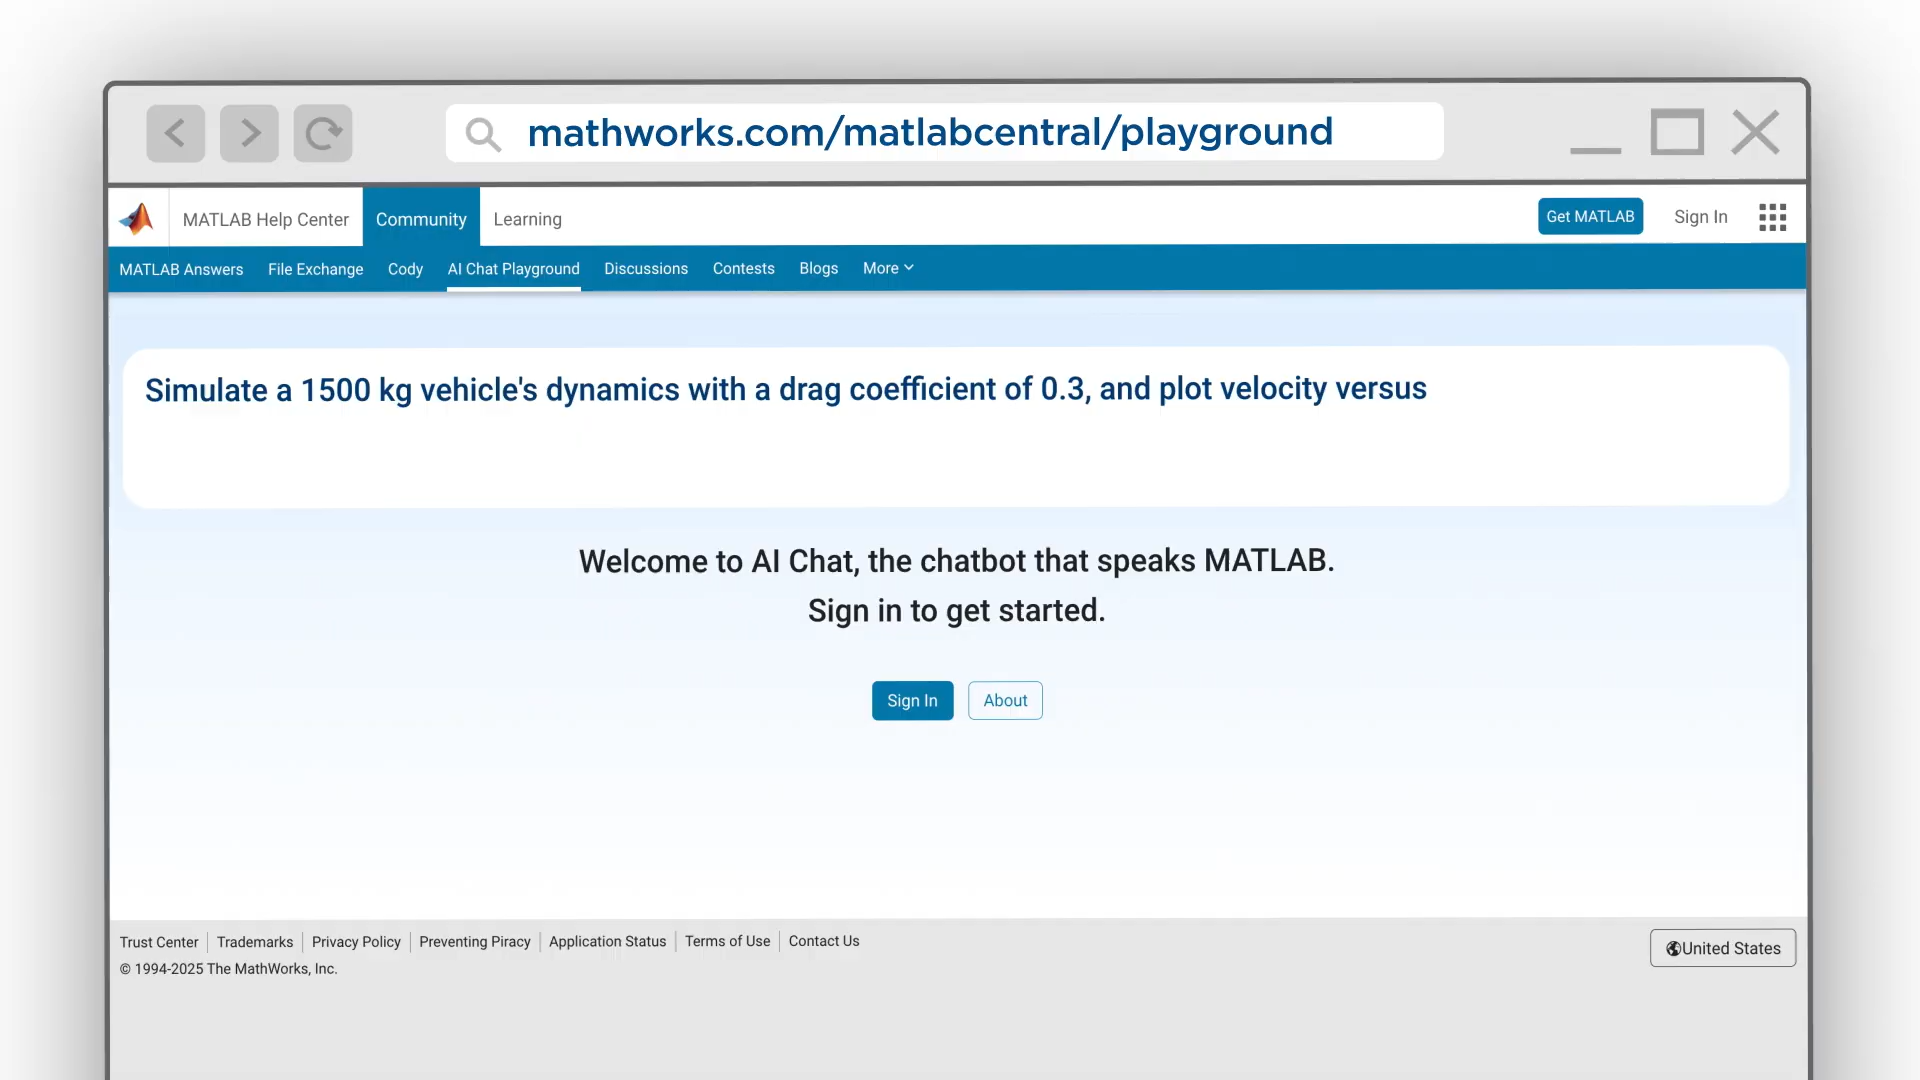 mathworks.com/matlabcentral/playground
MATLAB Help Center Community Learning Get MATLAB Sign In
MATLAB Answers File Exchange Cody AI Chat Playground Discussions Contests Blogs More
Simulate a 1500 kg vehicle's dynamics with a drag coefficient of 0.3, and plot velocity versus
Welcome to AI Chat, the chatbot that speaks MATLAB.
Sign in to get started.
Sign In About
Trust Center Trademarks Privacy Policy Preventing Piracy Application Status Terms of Use Contact Us
United States
© 1994-2025 The MathWorks, Inc.